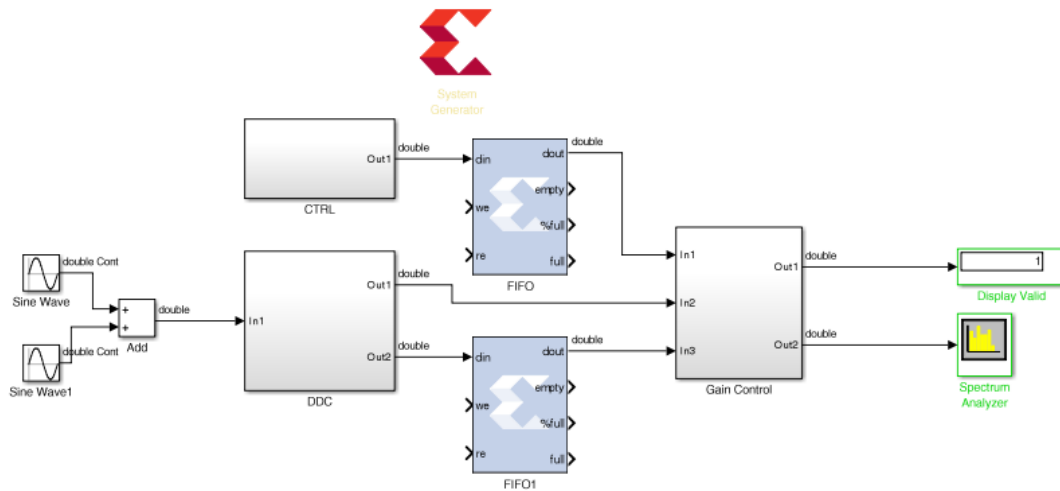 System
Generator
double
double
Out1
din
dout
empty
we
%full
CTRL
re
full
FIFO
double Cont
Sine Wave
double
Out1
double
In1
Out1
double
In2
1
Display Valid
+
+
Add
double
In1
double Cont
Sine Wave1
Out2
double
din
dout
double
In3
Out2
double
Gain Control
DDC
empty
we
%full
re
full
FIFO1
Spectrum
Analyzer